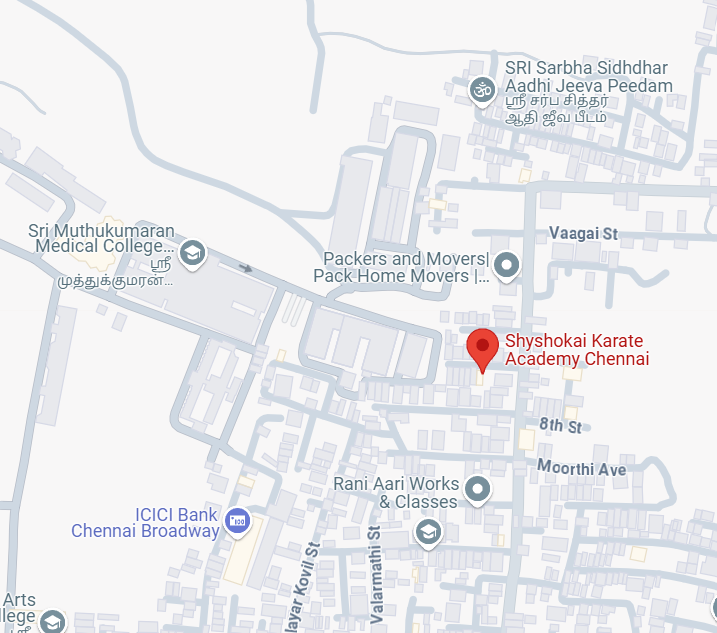 SRI Sarbha Sidhdhar
Aadhi Jeeva Peedam
ஸ்ரீ சர்ப சித்தர்
ஆதி ஜீவ பீடம்
Vaagai St
Sri Muthukumaran
Medical College...
ஸ்ரீ
முத்துக்குமரன்...
Packers and Movers|
Pack Home Movers |...
Shyshokai Karate
Academy Chennai
8th St
Moorthi Ave
Rani Aari Works
& Classes
ICICI Bank
Chennai Broadway
layar Kovil St
Valarmathi St
Arts
llege
ஸ்ரீ